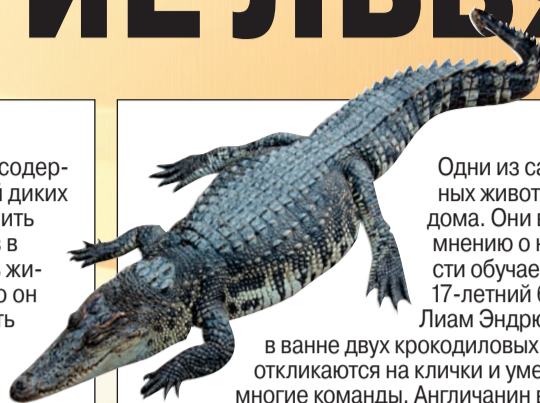 ИЕ ЛЬВ
содер-
й диких
ить
в в
жи-
о он
ть
Одни из са
ных живот
дома. Они в
мнению о н
сти обучае
17-летний б
Лиам Эндрю
в ванне двух крокодиловых
откликаются на клички и уме
многие команды. Англичанин в